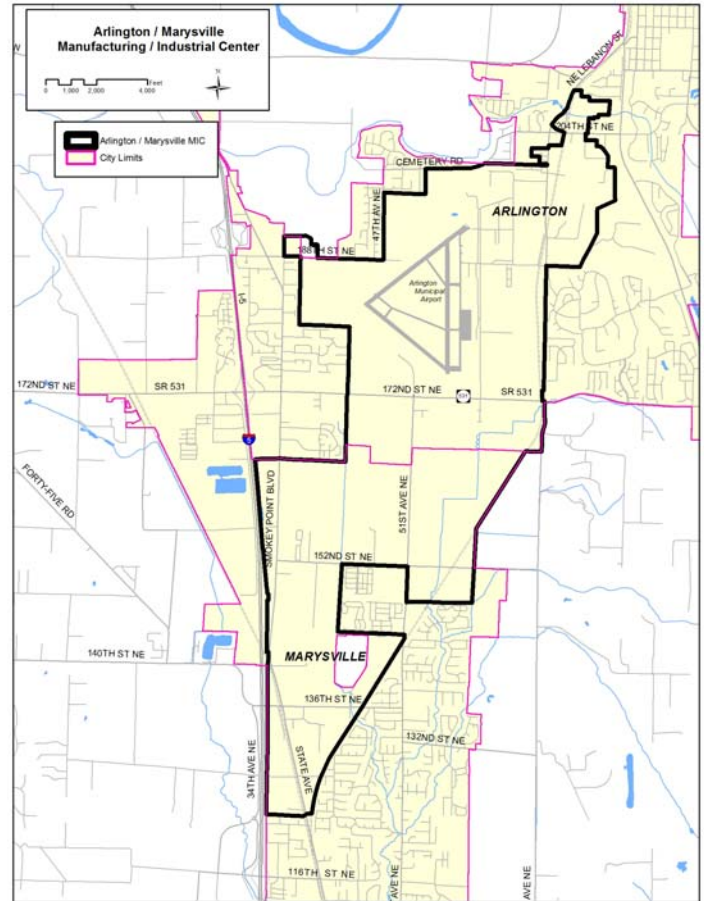 Arlington / Marysville
Manufacturing / Industrial Center
N
Feet
0 1,000 2,000 4,000
Arlington / Marysville MIC
City Limits
NE LEBANON ST
204TH ST NE
CEMETERY RD
47TH AV NE
ARLINGTON
188TH ST NE
Arlington
Municipal
Airport
I-5
172ND ST NE
SR 531
172ND ST NE
531
SR 531
5
FORTY-FIVE RD
SMOKEY POINT BLVD
51ST AVE NE
152ND ST NE
MARYSVILLE
140TH ST NE
136TH ST NE
132ND ST NE
34TH AVE NE
STATE AVE
116TH ST NE
AVE NE
AVE NE